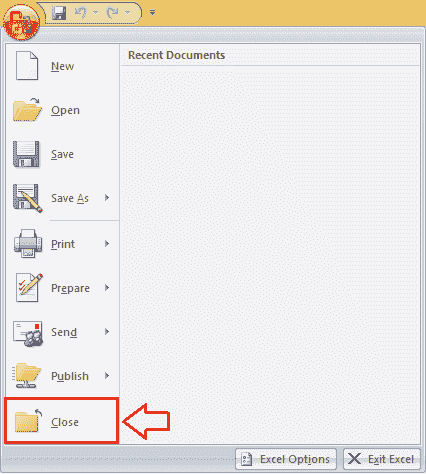 Recent Documents
New
Open
Save
Save As
Print
Prepare
Send
Publish
Close
Excel Options
Exit Excel